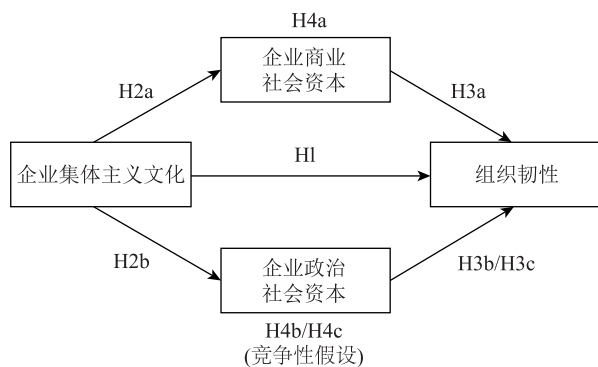 H4a
企业商业
社会资本
H2a
H3a
企业集体主义文化
Hl
组织韧性
H2b
企业政治
社会资本
H3b/H3c
H4b/H4c
(竞争性假设)